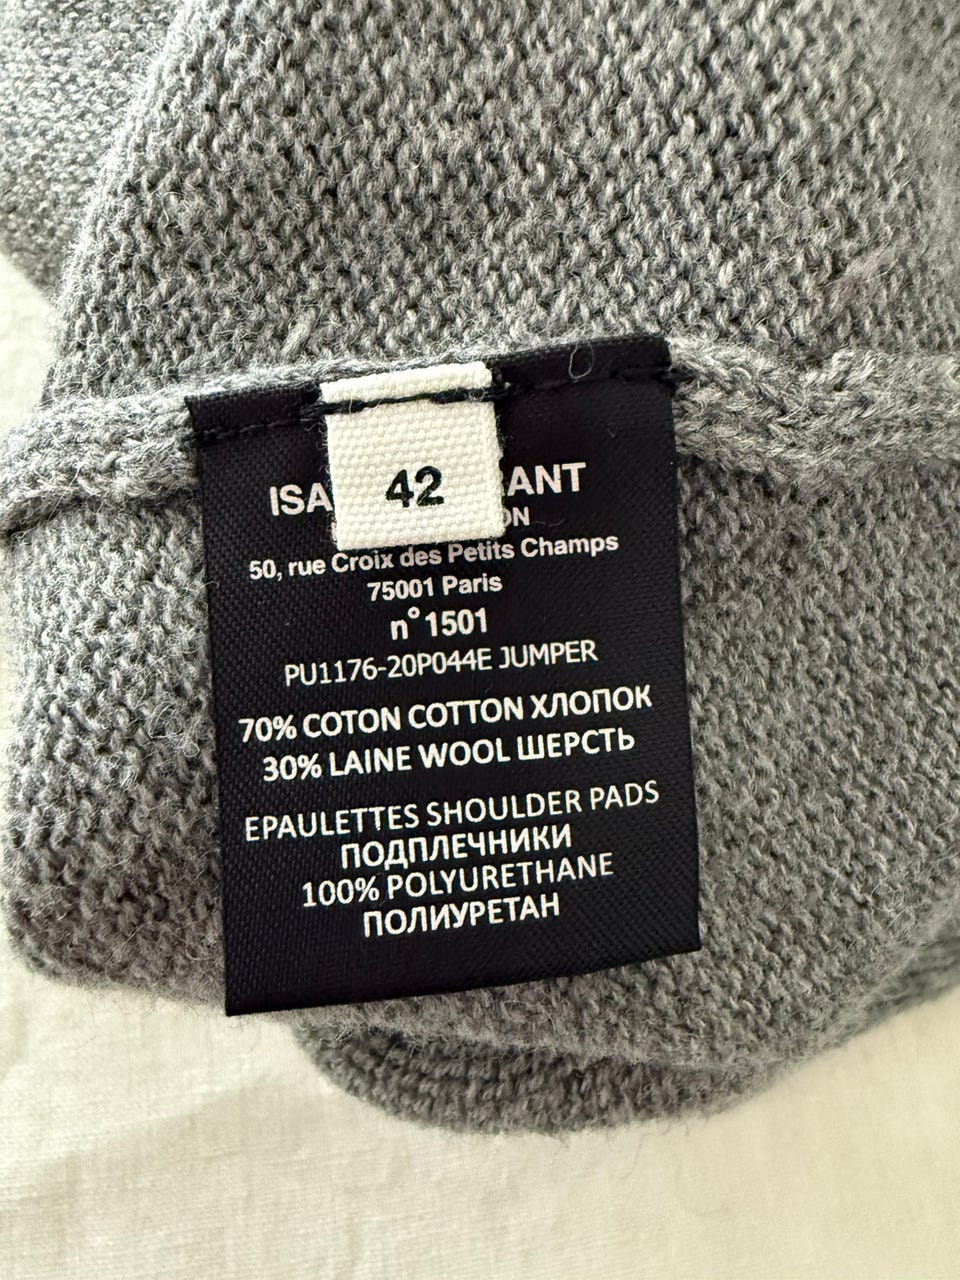 42
ISA ANT
ON
50, rue Croix des Petits Champs
75001 Paris
n° 1501
PU1176-20P044E JUMPER
70% COTON COTTON ХЛОПОК
30% LAINE WOOL ШЕРСТЬ
EPAULETTES SHOULDER PADS
ПОДПЛЕЧНИКИ
100% POLYURETHANE
ПОЛИУРЕТАН